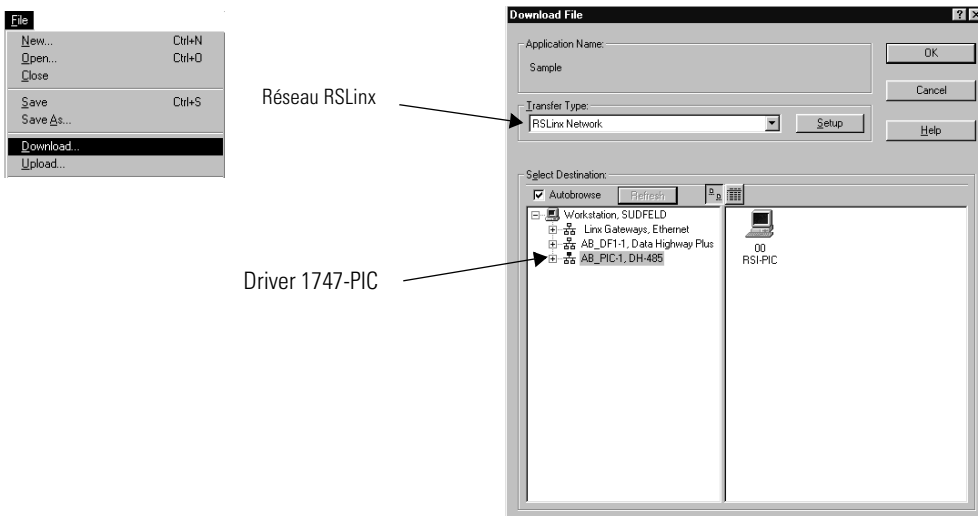 File
New... Ctrl+N
Open... Ctrl+O
Close
Save Ctrl+S
Save As...
Download...
Upload...
Réseau RSLinx
Driver 1747-PIC
Download File
Application Name:
Sample
OK
Cancel
Help
Transfer Type:
RSLinx Network
Setup
Select Destination:
Autobrowse Refresh
Workstation, SUDFELD
Linx Gateways, Ethernet
AB_DF1-1, Data Highway Plus
AB_PIC-1, DH-485
00
RSI-PIC